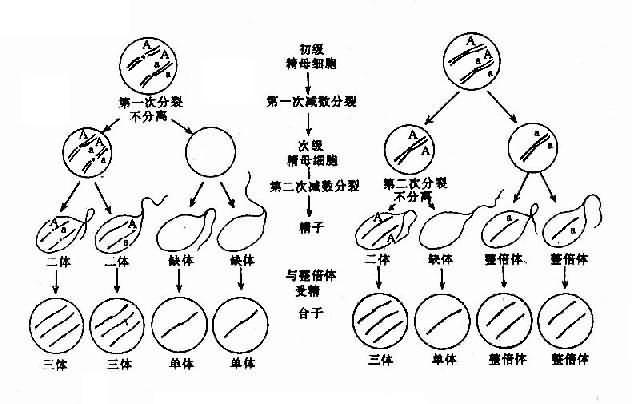 初级
精母细胞
A
A
a
a
第一次分裂
不分离
第一次减数分裂
A
A
a
a
次级
精母细胞
第二次减数分裂
A
a
A
a
精子
二体
二体
缺体
缺体
与整倍体
受精
合子
三体
三体
单体
单体
A
A
a
a
A
A
a
a
第二次分裂
不分离
A
A
a
a
二体
缺体
整倍体
整倍体
三体
单体
整倍体
整倍体